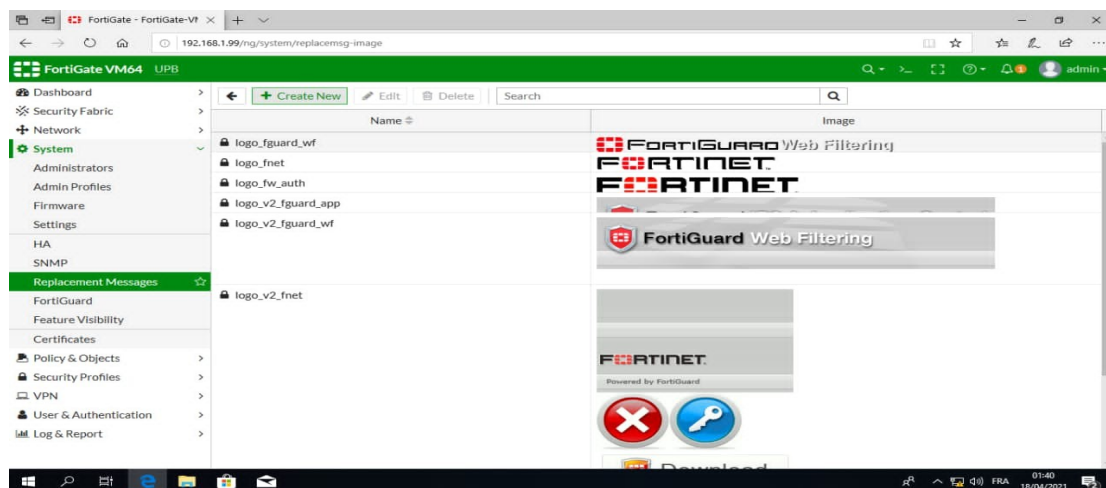 FortiGate - FortiGate-VM
192.168.1.99/ng/system/replacemsg-image
FortiGate VM64 UPB
admin
Dashboard
Create New Edit Delete Search
Security Fabric
Name Image
Network
System
logo_fguard_wf FORTIGUARD Web Filtering
Administrators
logo_fnet FORTINET
Admin Profiles
logo_fw_auth FORTINET
Firmware
logo_v2_fguard_app
Settings
logo_v2_fguard_wf FortiGuard Web Filtering
HA
SNMP
Replacement Messages
FortiGuard
logo_v2_fnet
Feature Visibility
Certificates
Policy & Objects
FORTINET
Security Profiles
Powered by FortiGuard
VPN
User & Authentication
Log & Report
Download
FRA 01:40
18/04/2021